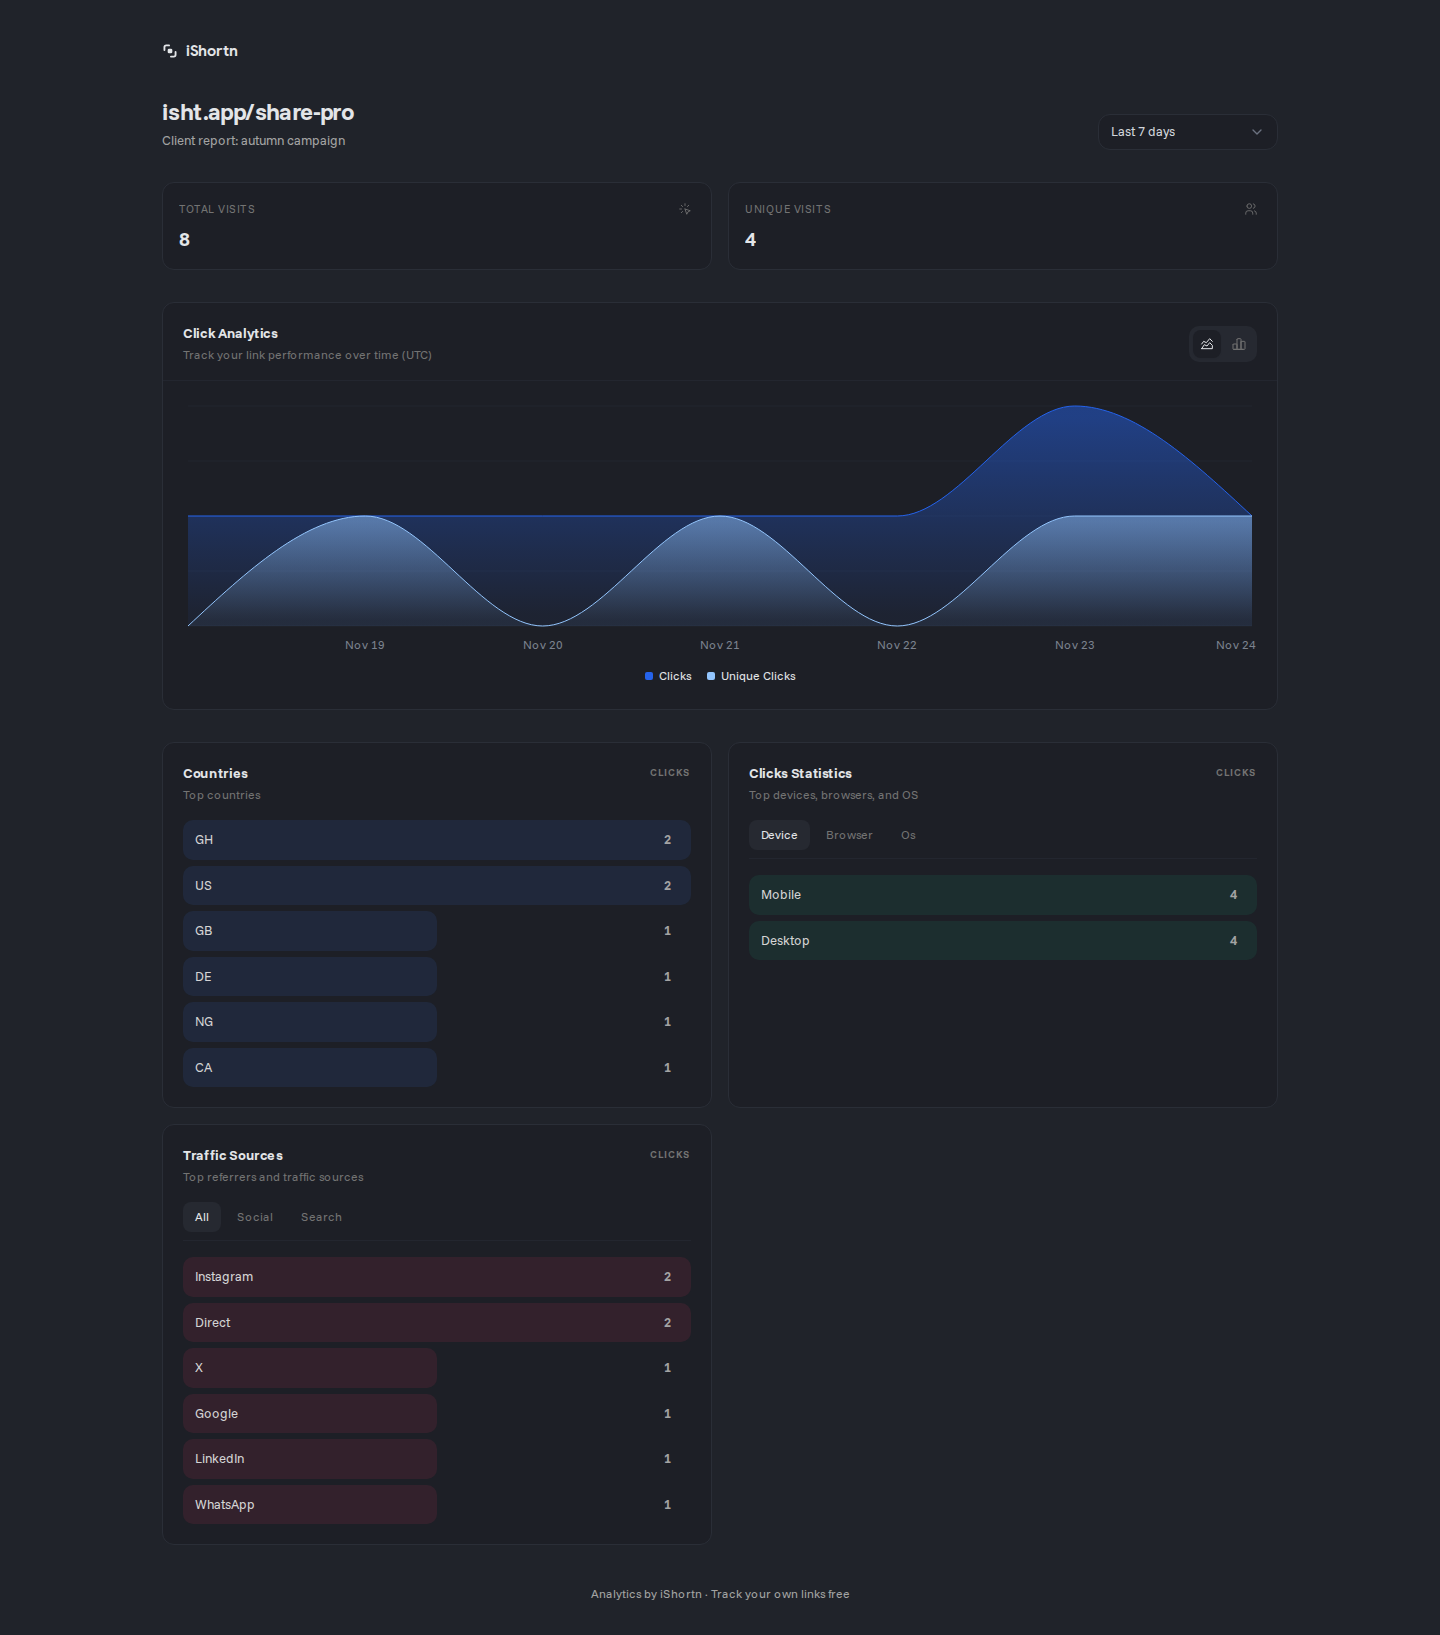 iShortn
isht.app/share-pro
Client report: autumn campaign
Last 7 days
TOTAL VISITS
8
UNIQUE VISITS
4
Click Analytics
Track your link performance over time (UTC)
Nov 19 Nov 20 Nov 21 Nov 22 Nov 23 Nov 24
Clicks Unique Clicks
Countries CLICKS
Top countries
GH 2
US 2
GB 1
DE 1
NG 1
CA 1
Clicks Statistics CLICKS
Top devices, browsers, and OS
Device Browser Os
Mobile 4
Desktop 4
Traffic Sources CLICKS
Top referrers and traffic sources
All Social Search
Instagram 2
Direct 2
X 1
Google 1
LinkedIn 1
WhatsApp 1
Analytics by iShortn · Track your own links free